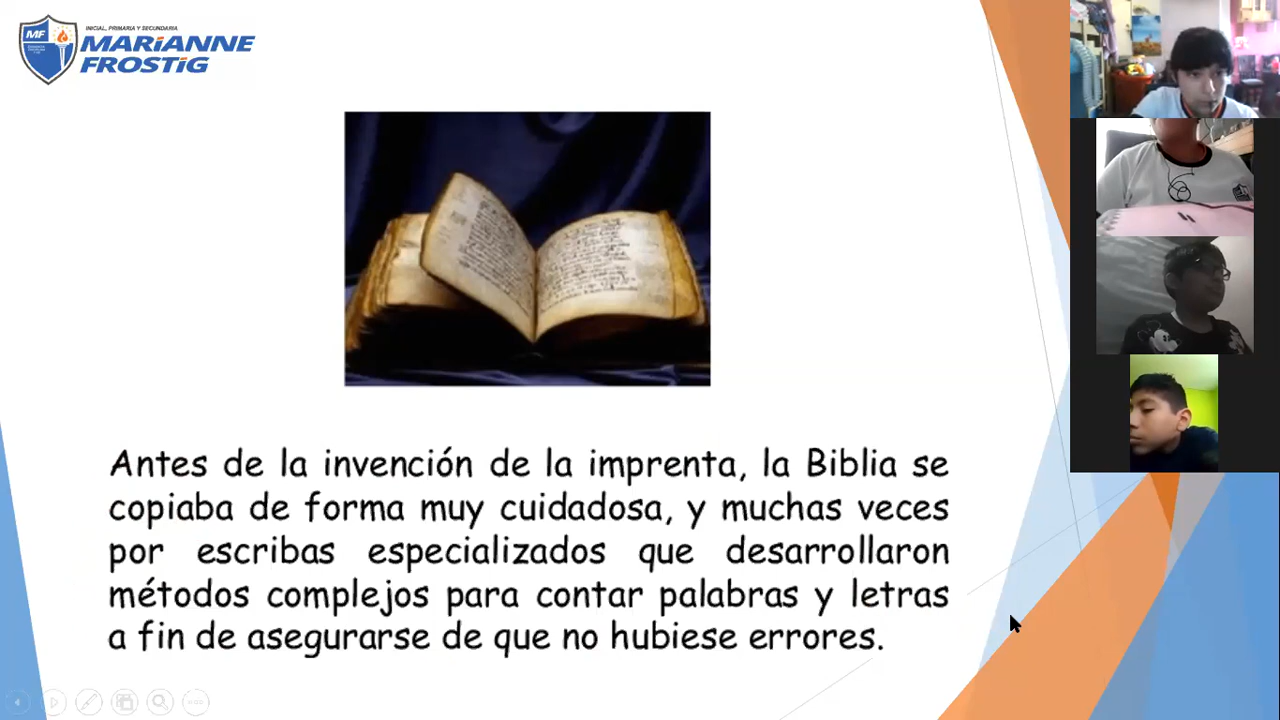 MF
INICIAL, PRIMARIA Y SECUNDARIA
MARIANNE
FROSTIG
Antes de la invención de la imprenta, la Biblia se
copiaba de forma muy cuidadosa, y muchas veces
por escribas especializados que desarrollaron
métodos complejos para contar palabras y letras
a fin de asegurarse de que no hubiese errores.